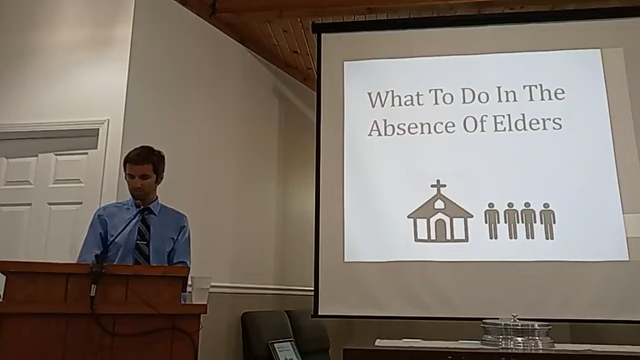 What To Do In The
Absence Of Elders